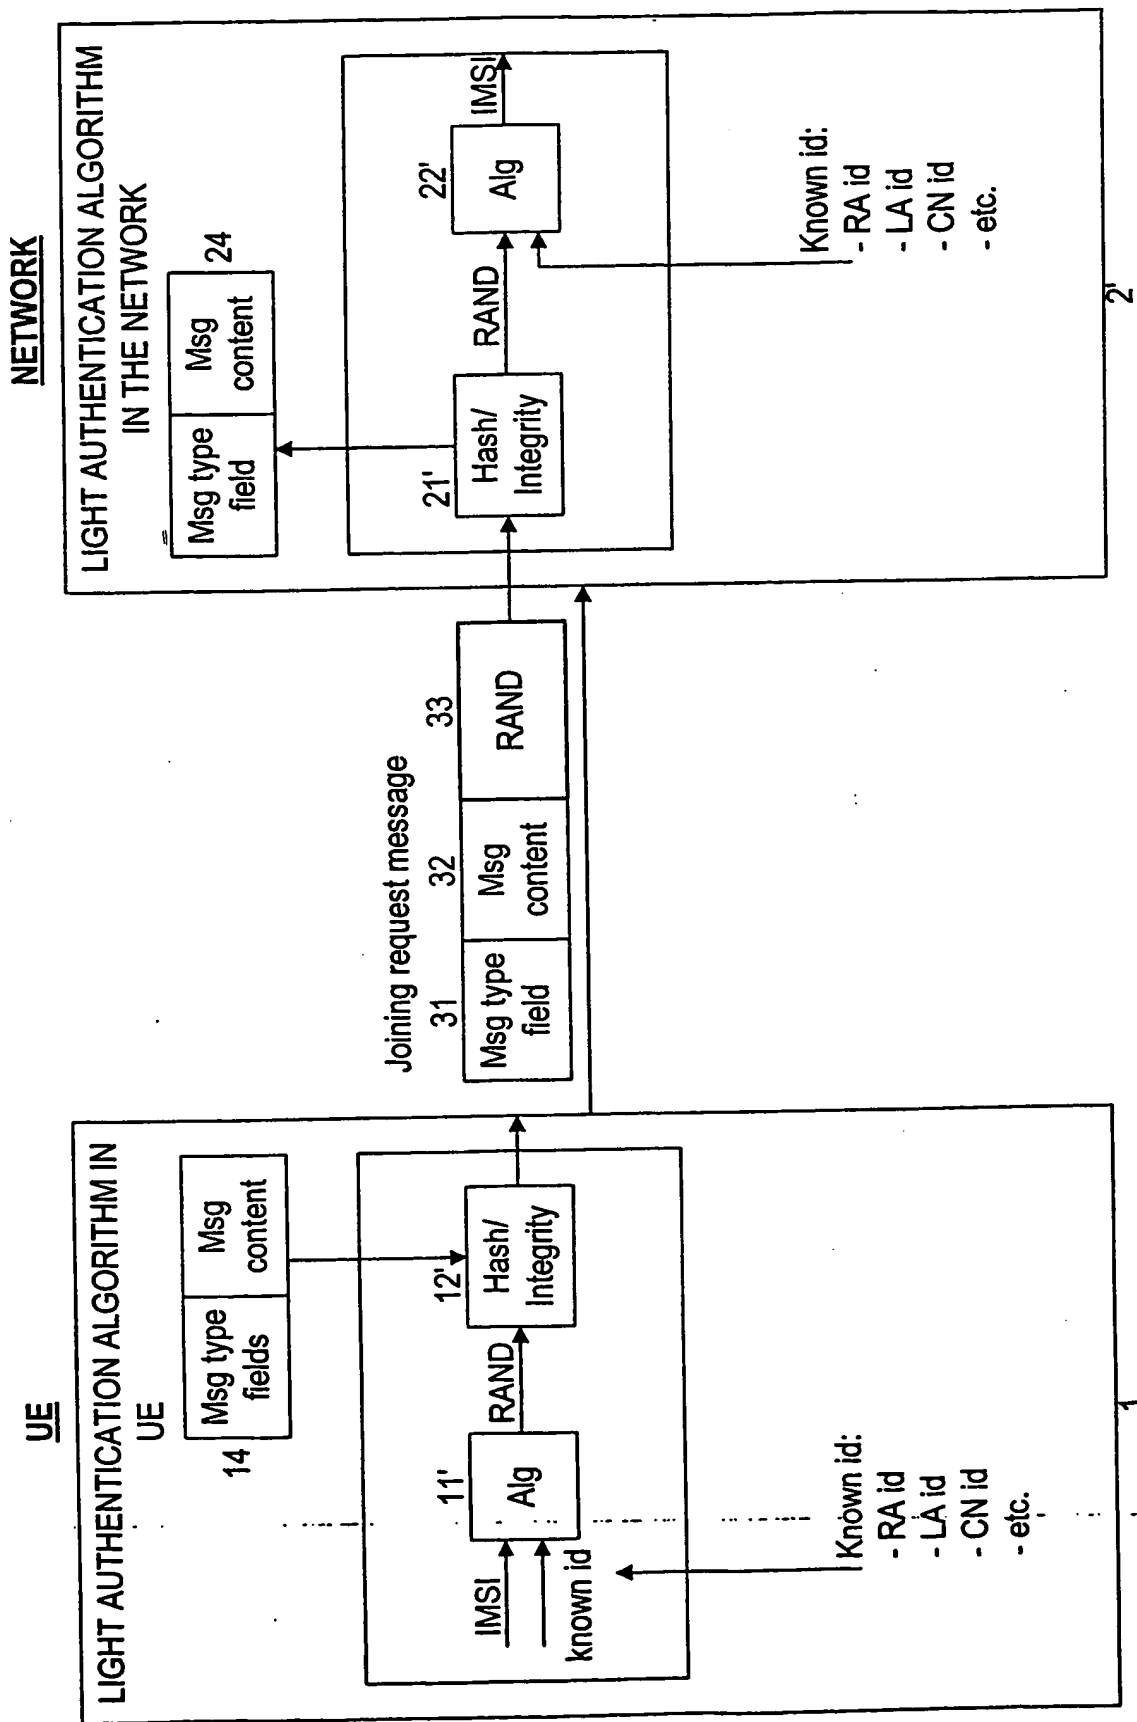 UE
LIGHT AUTHENTICATION ALGORITHM IN
UE
14
Msg type
fields
Msg
content
11'
Alg
IMSI
known id
RAND
12'
Hash/
Integrity
Known id:
- RA id
- LA id
- CN id
- etc.
1
Joining request message
31
32
33
Msg type
field
Msg
content
RAND
NETWORK
LIGHT AUTHENTICATION ALGORITHM
IN THE NETWORK
Msg type
field
Msg
content
24
21'
Hash/
Integrity
RAND
22'
Alg
IMSI
Known id:
- RA id
- LA id
- CN id
- etc.
2'